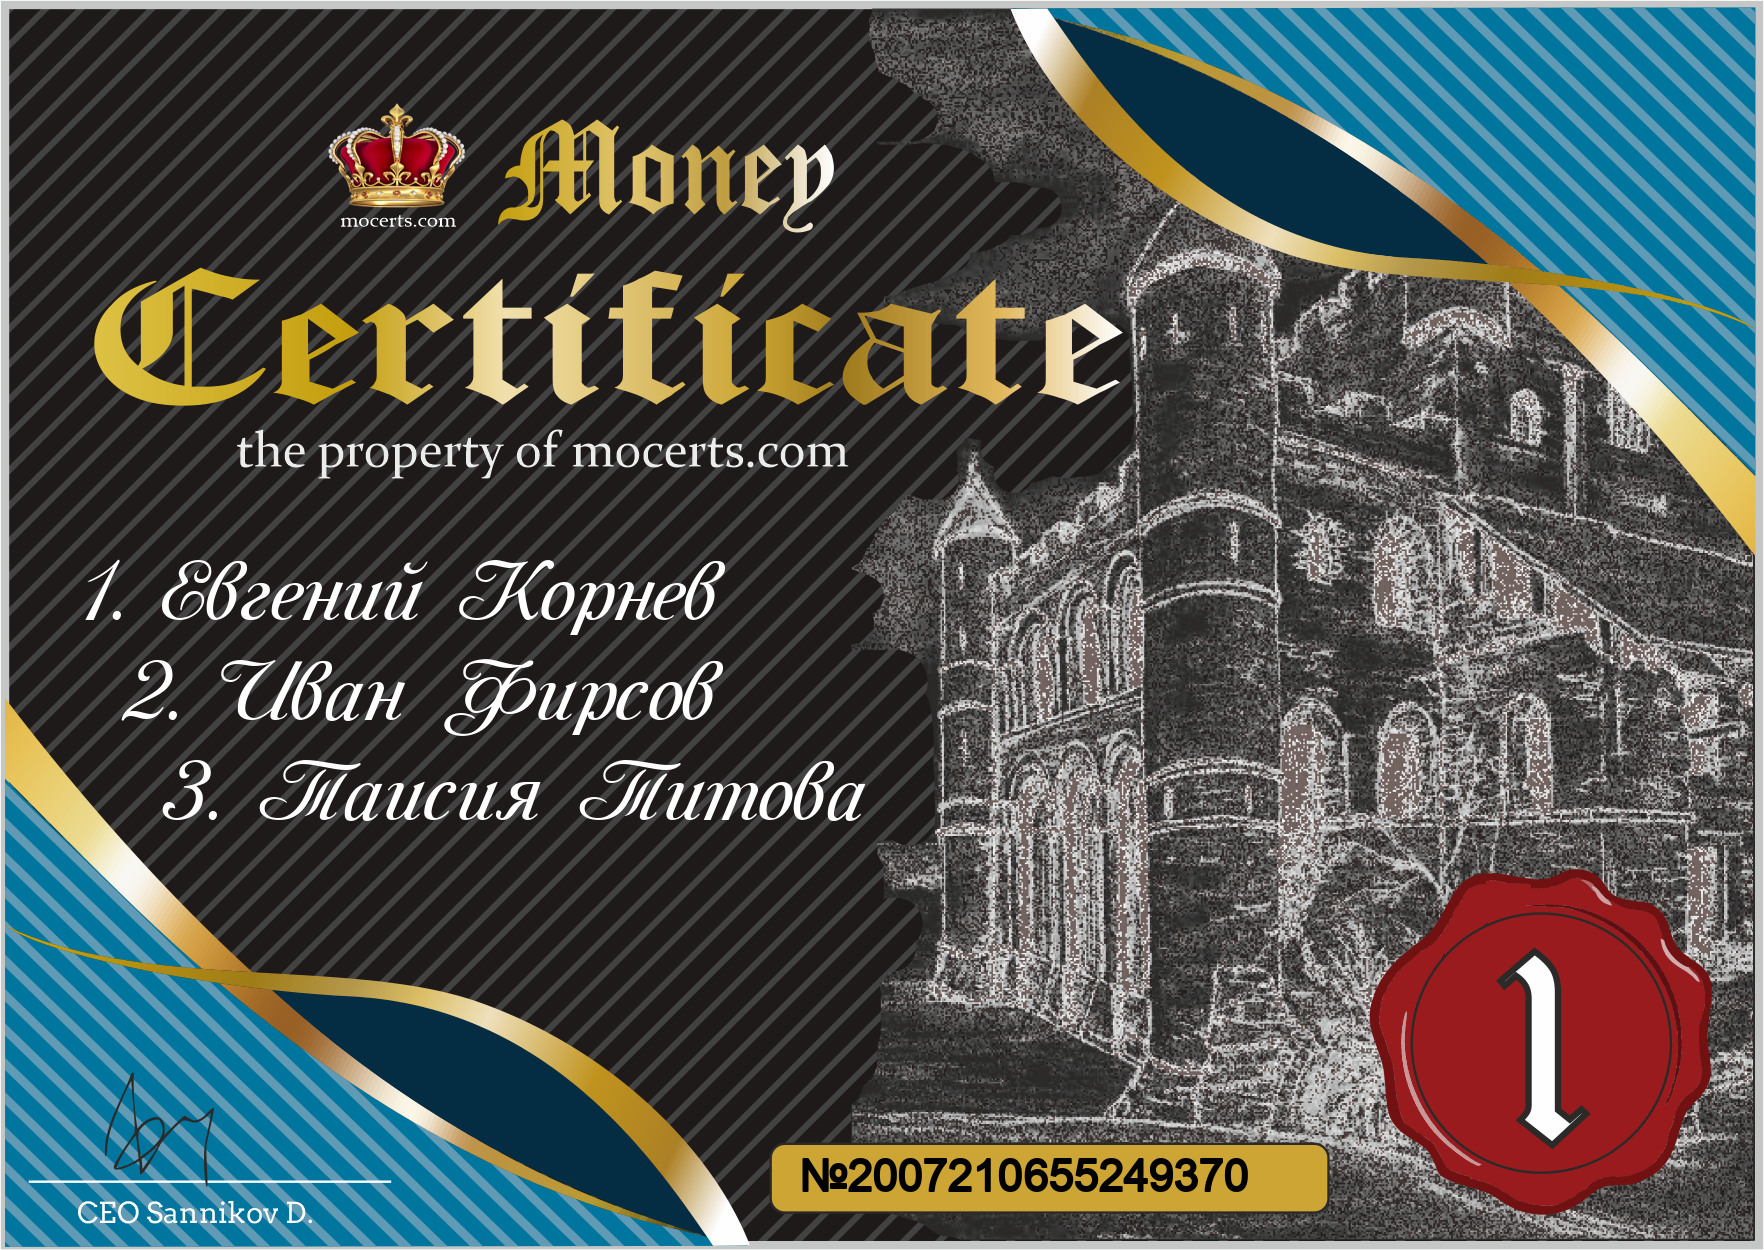 mocerts.com
Money
Certificate
the property of mocerts.com
1. Евгений Корнев
2. Иван Фирсов
3. Таисия Титова
1
№2007210655249370
CEO Sannikov D.